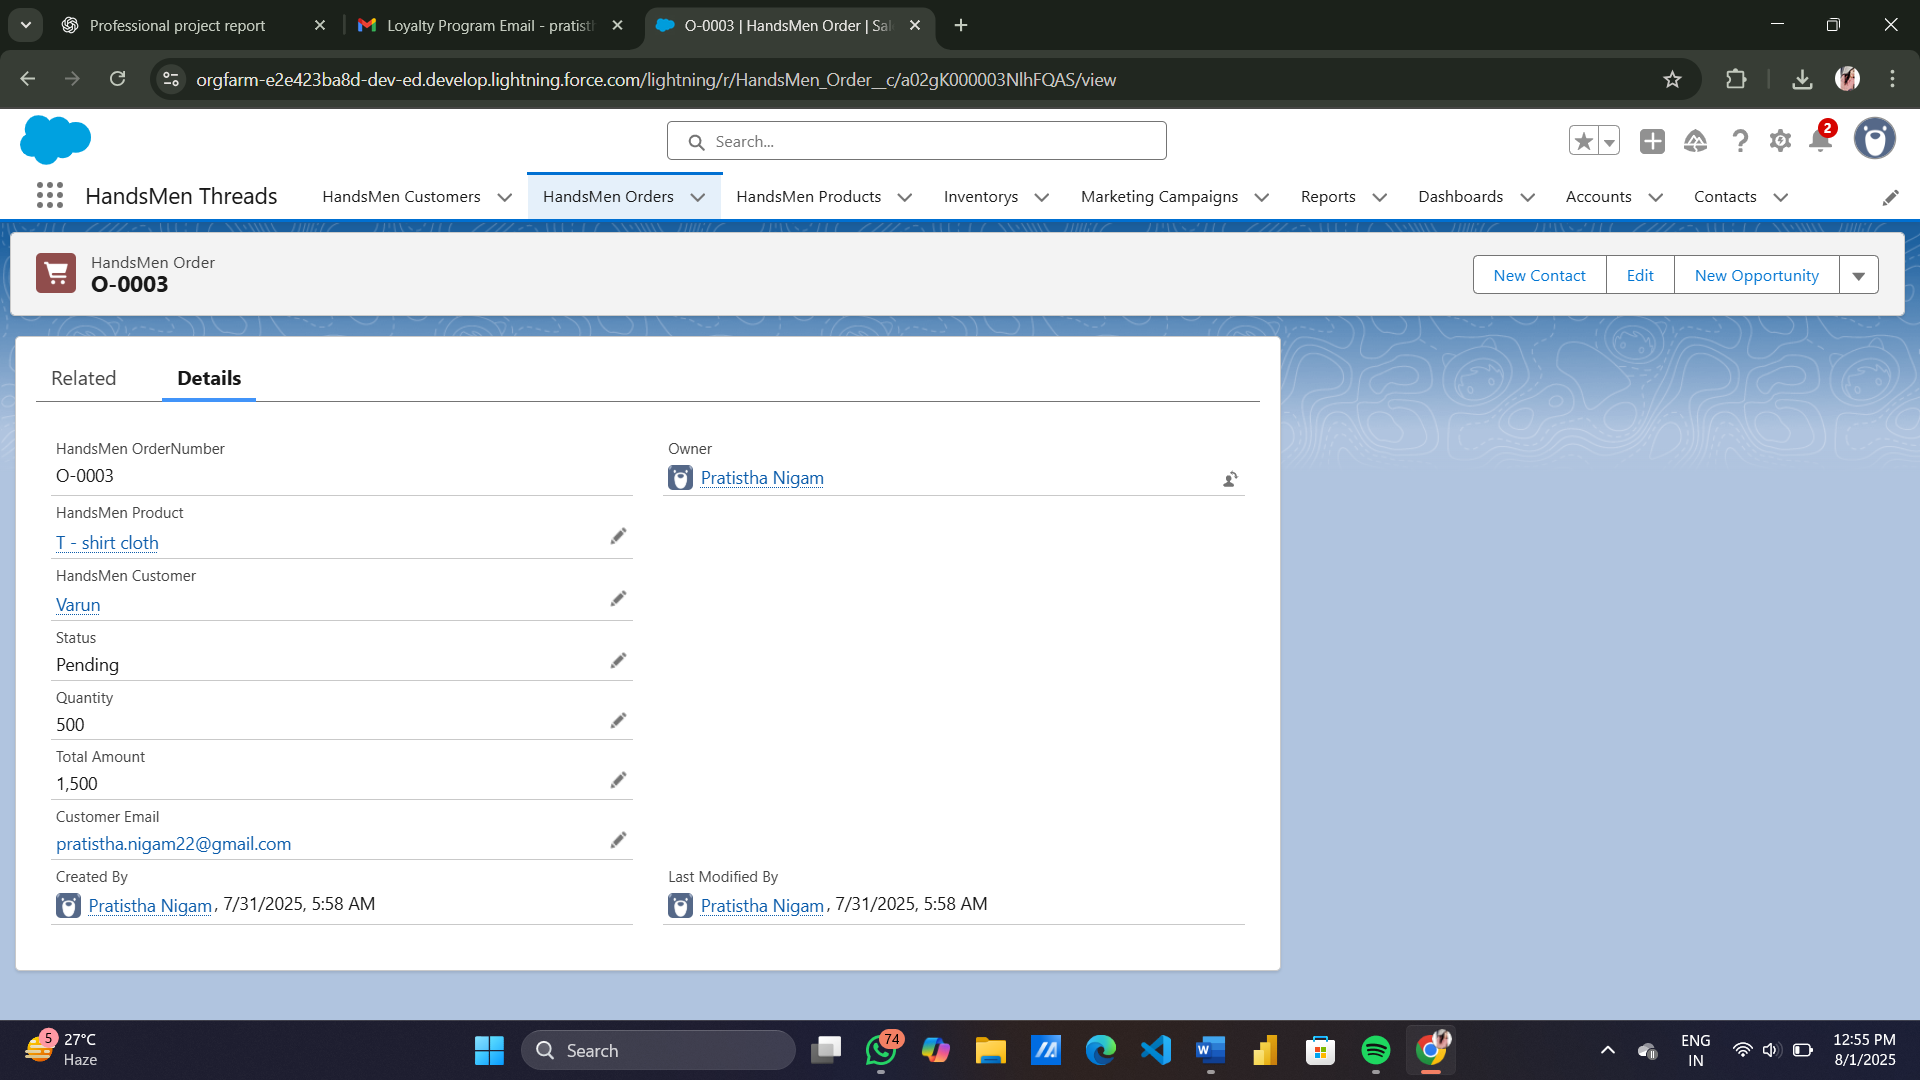 Professional project report
Loyalty Program Email - pratisth
O-0003 | HandsMen Order | Sale
orgfarm-e2e423ba8d-dev-ed.develop.lightning.force.com/lightning/r/HandsMen_Order__c/a02gK000003NlhFQAS/view
Search...
2
HandsMen Threads
HandsMen Customers
HandsMen Orders
HandsMen Products
Inventorys
Marketing Campaigns
Reports
Dashboards
Accounts
Contacts
HandsMen Order
O-0003
New Contact
Edit
New Opportunity
Related
Details
HandsMen OrderNumber
O-0003
Owner
Pratistha Nigam
HandsMen Product
T - shirt cloth
HandsMen Customer
Varun
Status
Pending
Quantity
500
Total Amount
1,500
Customer Email
pratistha.nigam22@gmail.com
Created By
Pratistha Nigam, 7/31/2025, 5:58 AM
Last Modified By
Pratistha Nigam, 7/31/2025, 5:58 AM
5
27°C
Haze
Search
74
ENG
IN
12:55 PM
8/1/2025